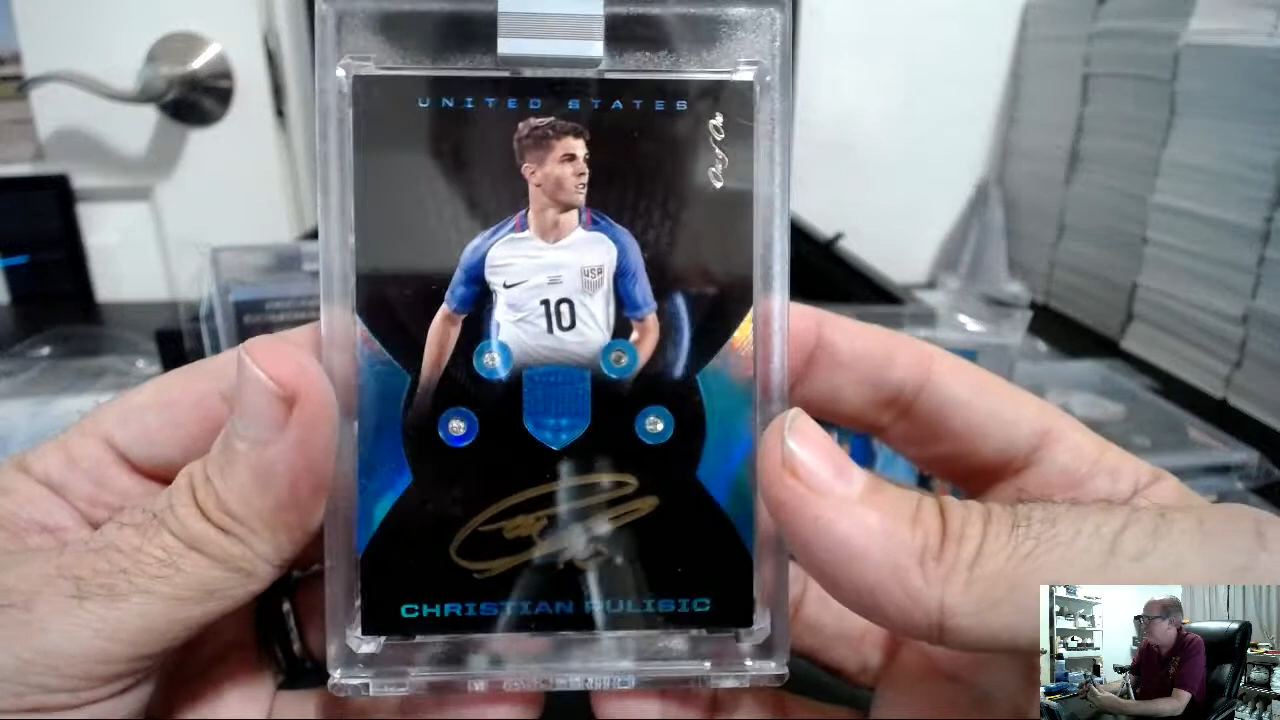 UNITED STATES
One of One
USA
10
CHRISTIAN PULISIC